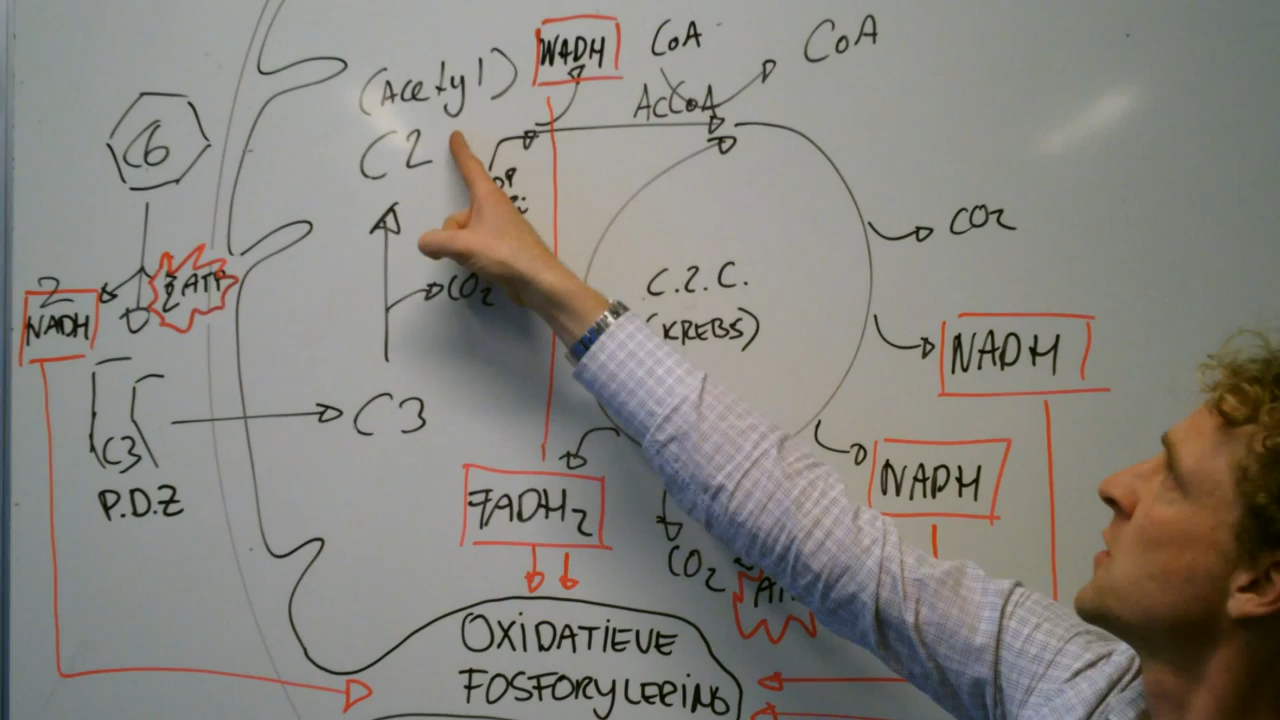 (Acetyl)
C2
NADH
CoA
CoA
AcCoA
C6
2
NADH
2 ATP
CO2
CO2
C.Z.C.
(KREBS)
C3
C3
P.D.Z
NADH
NADH
FADH2
CO2
OXIDATIEVE
FOSFORYLERING